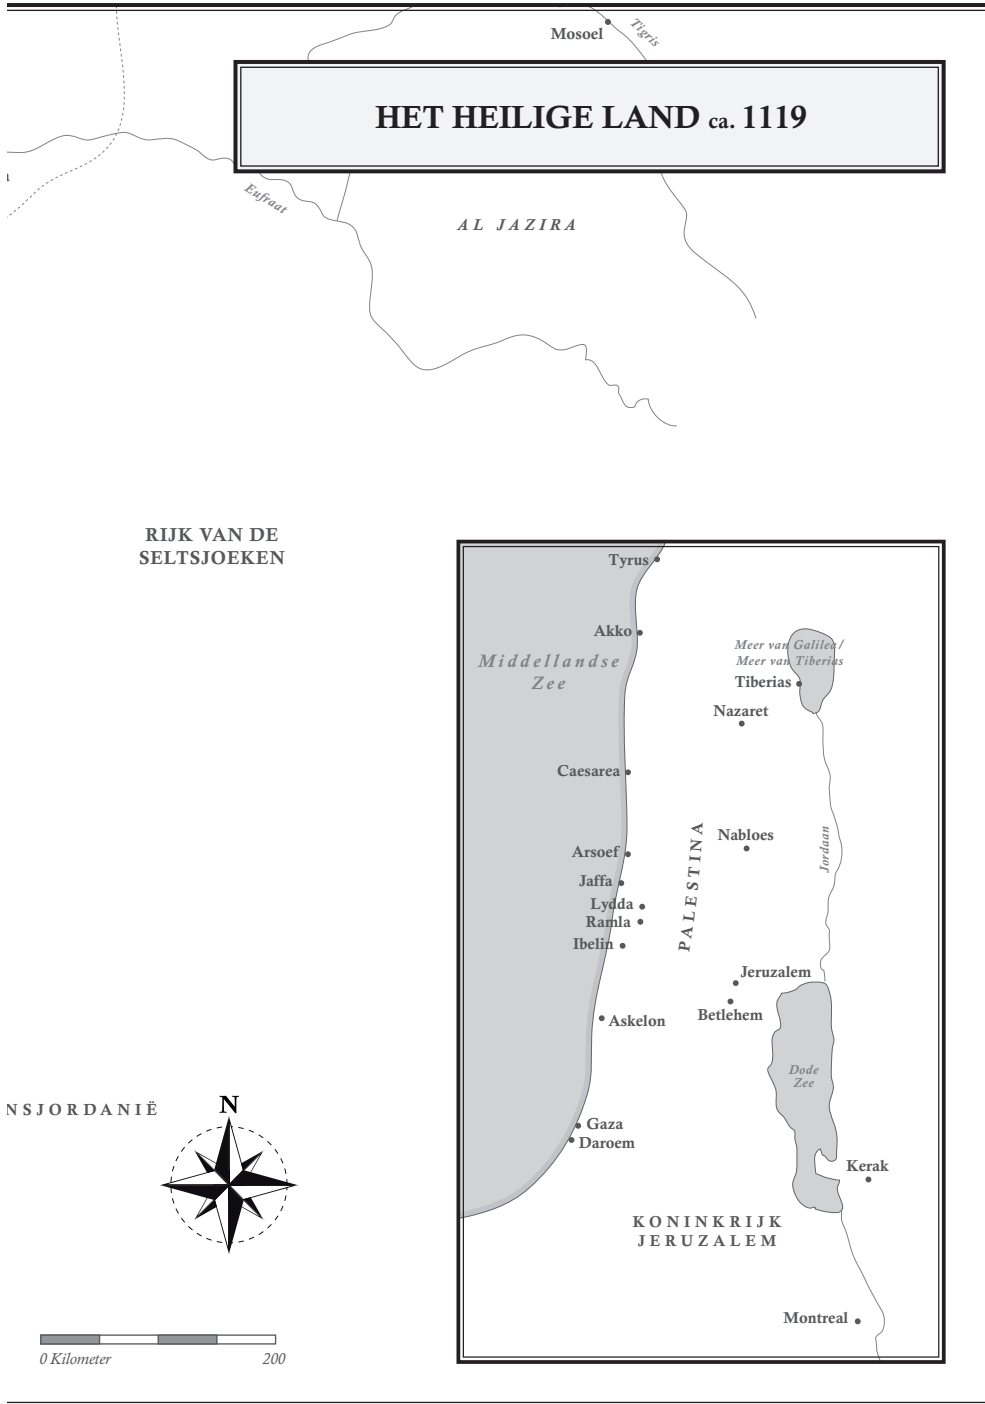 Mosoel
Tigris
HET HEILIGE LAND ca. 1119
Eufraat
AL JAZIRA
RIJK VAN DE
SELTSJOEKEN
Tyrus
Akko
Middellandse
Zee
Meer van Galilea/
Meer van Tiberias
Tiberias
Nazaret
Caesarea
PALESTINA
Nabloes
Jordaan
Arsoef
Jaffa
Lydda
Ramla
Ibelin
Jeruzalem
Betlehem
Askelon
Dode
Zee
NSJORDANIË
N
Gaza
Daroem
Kerak
KONINKRIJK
JERUZALEM
Montreal
0 Kilometer 200